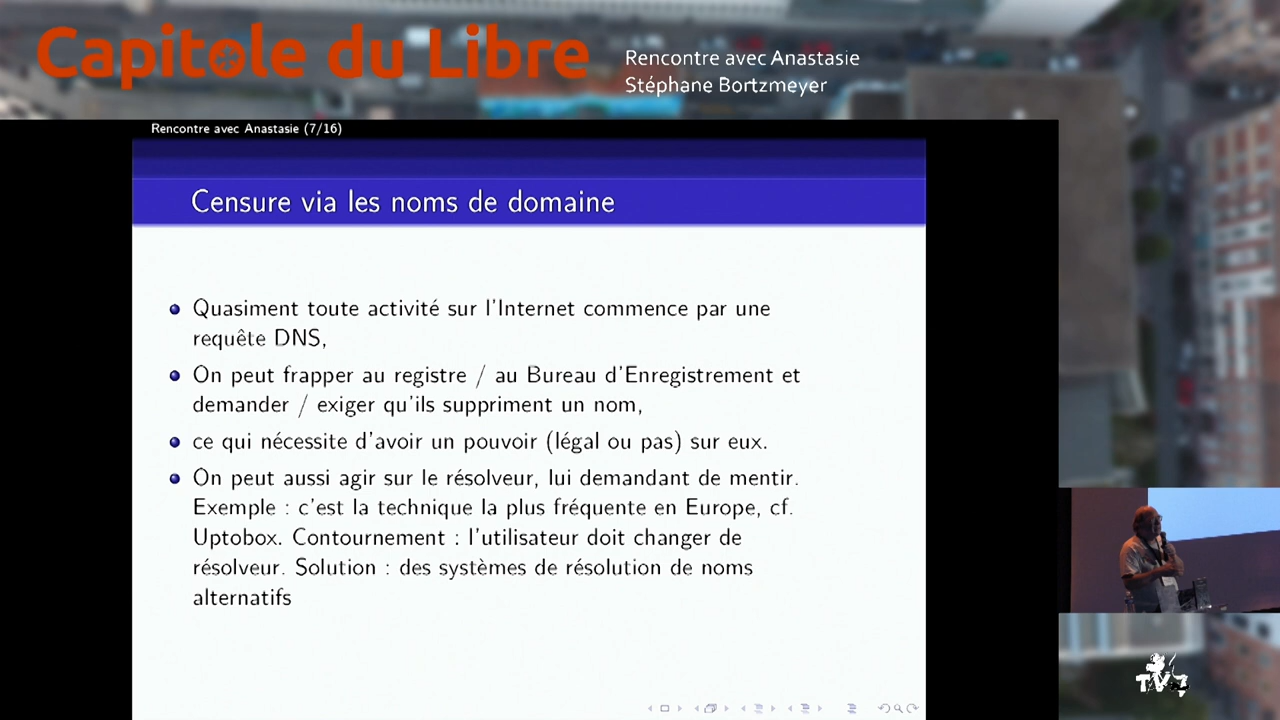 Capitole du Libre
Rencontre avec Anastasie
Stéphane Bortzmeyer
Rencontre avec Anastasie (7/16)
Censure via les noms de domaine
Quasiment toute activité sur l'Internet commence par une
requête DNS,
On peut frapper au registre / au Bureau d'Enregistrement et
demander / exiger qu'ils suppriment un nom,
ce qui nécessite d'avoir un pouvoir (légal ou pas) sur eux.
On peut aussi agir sur le résolveur, lui demandant de mentir.
Exemple : c'est la technique la plus fréquente en Europe, cf.
Uptobox. Contournement : l'utilisateur doit changer de
résolveur. Solution : des systèmes de résolution de noms
alternatifs
TV7